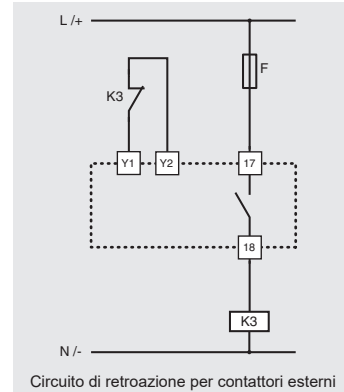 L /+
F
K3
Y1 Y2 17
18
K3
N /-
Circuito di retroazione per contattori esterni